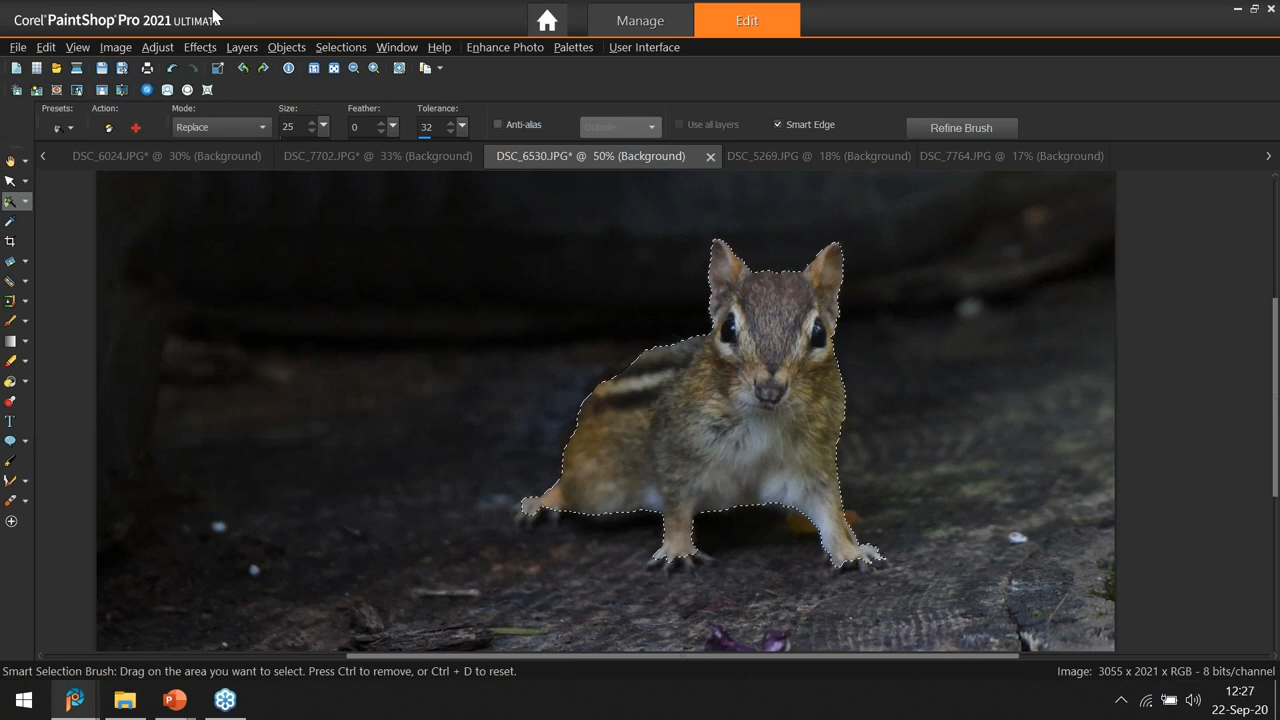 Corel® PaintShop® Pro 2021 ULTIMATE
Manage
Edit
File Edit View Image Adjust Effects Layers Objects Selections Window Help Enhance Photo Palettes User Interface
Presets: Action: Mode: Size: Feather: Tolerance:
Replace 25 0 32 Anti-alias Outside Use all layers Smart Edge Refine Brush
DSC_6024.JPG* @ 30% (Background) DSC_7702.JPG* @ 33% (Background) DSC_6530.JPG* @ 50% (Background) DSC_5269.JPG @ 18% (Background) DSC_7764.JPG @ 17% (Background)
Smart Selection Brush: Drag on the area you want to select. Press Ctrl to remove, or Ctrl + D to reset. Image: 3055 x 2021 x RGB - 8 bits/channel
12:27
22-Sep-20